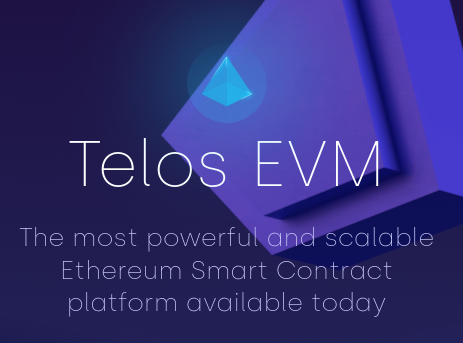 Telos EVM
The most powerful and scalable
Ethereum Smart Contract
platform available today